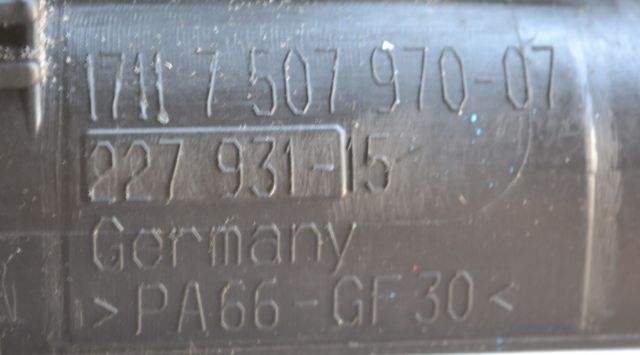 1711 7 507 970-07
227 931-15
Germany
>PA66-GF30<